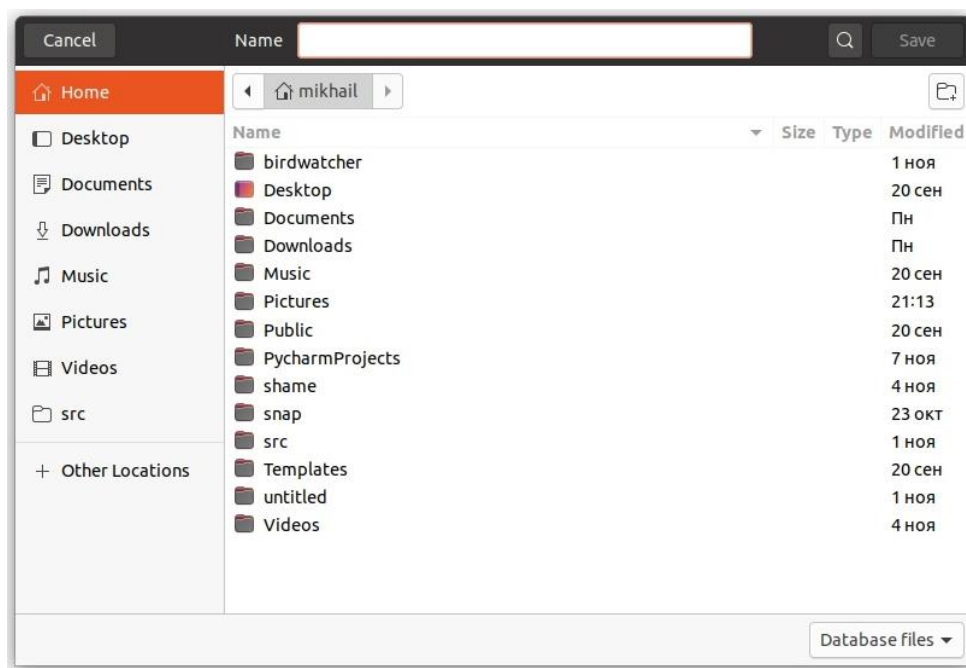 Cancel Name Save
Home mikhail
Desktop
Documents
Downloads
Music
Pictures
Videos
src
+ Other Locations
Name Size Type Modified
birdwatcher 1 ноя
Desktop 20 сен
Documents Пн
Downloads Пн
Music 20 сен
Pictures 21:13
Public 20 сен
PycharmProjects 7 ноя
shame 4 ноя
snap 23 окт
src 1 ноя
Templates 20 сен
untitled 1 ноя
Videos 4 ноя
Database files